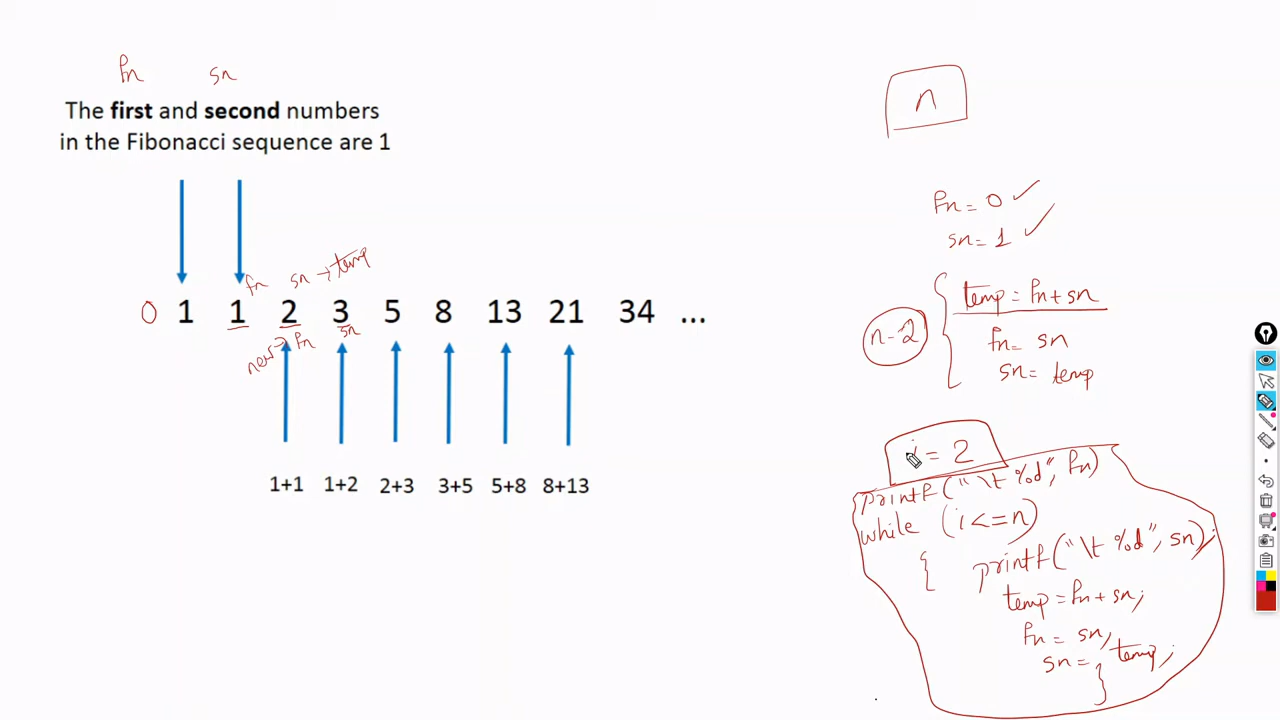 fn sn
The first and second numbers
in the Fibonacci sequence are 1
fn sn → temp
0 1 1 2 3 5 8 13 21 34 ...
new → fn sn
1+1 1+2 2+3 3+5 5+8 8+13
n
fn = 0 ✓
sn = 1 ✓
n-2 { temp = fn + sn
fn = sn
sn = temp
i = 2
printf("\t %d", fn)
while (i <= n)
{ printf("\t %d", sn);
temp = fn + sn;
fn = sn,
sn = temp;
}